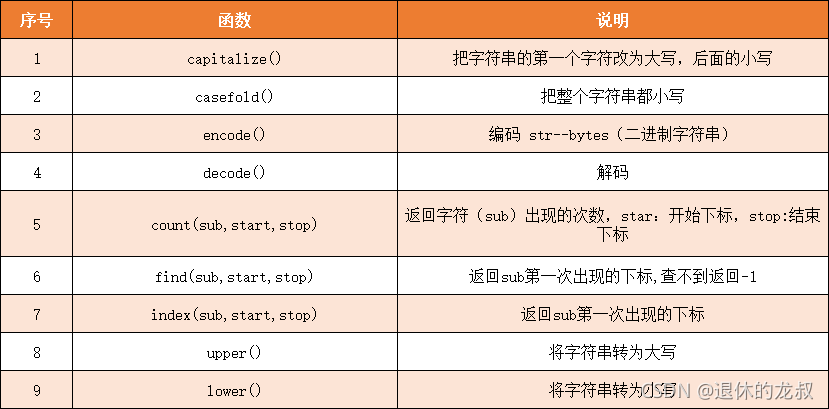 序号 函数 说明
1 capitalize() 把字符串的第一个字符改为大写，后面的小写
2 casefold() 把整个字符串都小写
3 encode() 编码 str--bytes（二进制字符串）
4 decode() 解码
5 count(sub,start,stop) 返回字符（sub）出现的次数，star：开始下标，stop:结束
下标
6 find(sub,start,stop) 返回sub第一次出现的下标,查不到返回-1
7 index(sub,start,stop) 返回sub第一次出现的下标
8 upper() 将字符串转为大写
9 lower() 将字符串转为小写
CSDN @退休的龙叔